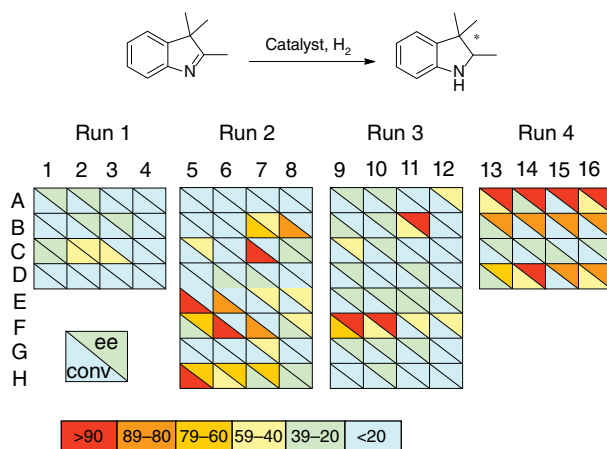 Catalyst, H₂
*
N
N
H
Run 1 Run 2 Run 3 Run 4
1 2 3 4 5 6 7 8 9 10 11 12 13 14 15 16
A
B
C
D
E
F
G
H
ee
conv
>90 89–80 79–60 59–40 39–20 <20